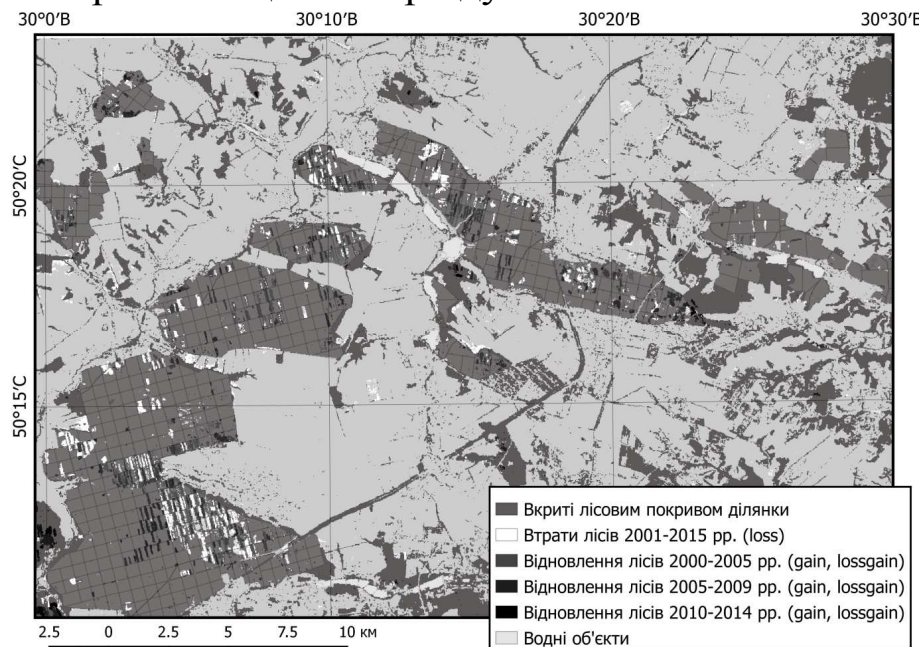 30°0′В 30°10′В 30°20′В 30°30′В
50°20′С
50°15′С
Вкриті лісовим покривом ділянки
Втрати лісів 2001-2015 рр. (loss)
Відновлення лісів 2000-2005 рр. (gain, lossgain)
Відновлення лісів 2005-2009 рр. (gain, lossgain)
Відновлення лісів 2010-2014 рр. (gain, lossgain)
Водні об'єкти
2.5 0 2.5 5 7.5 10 км